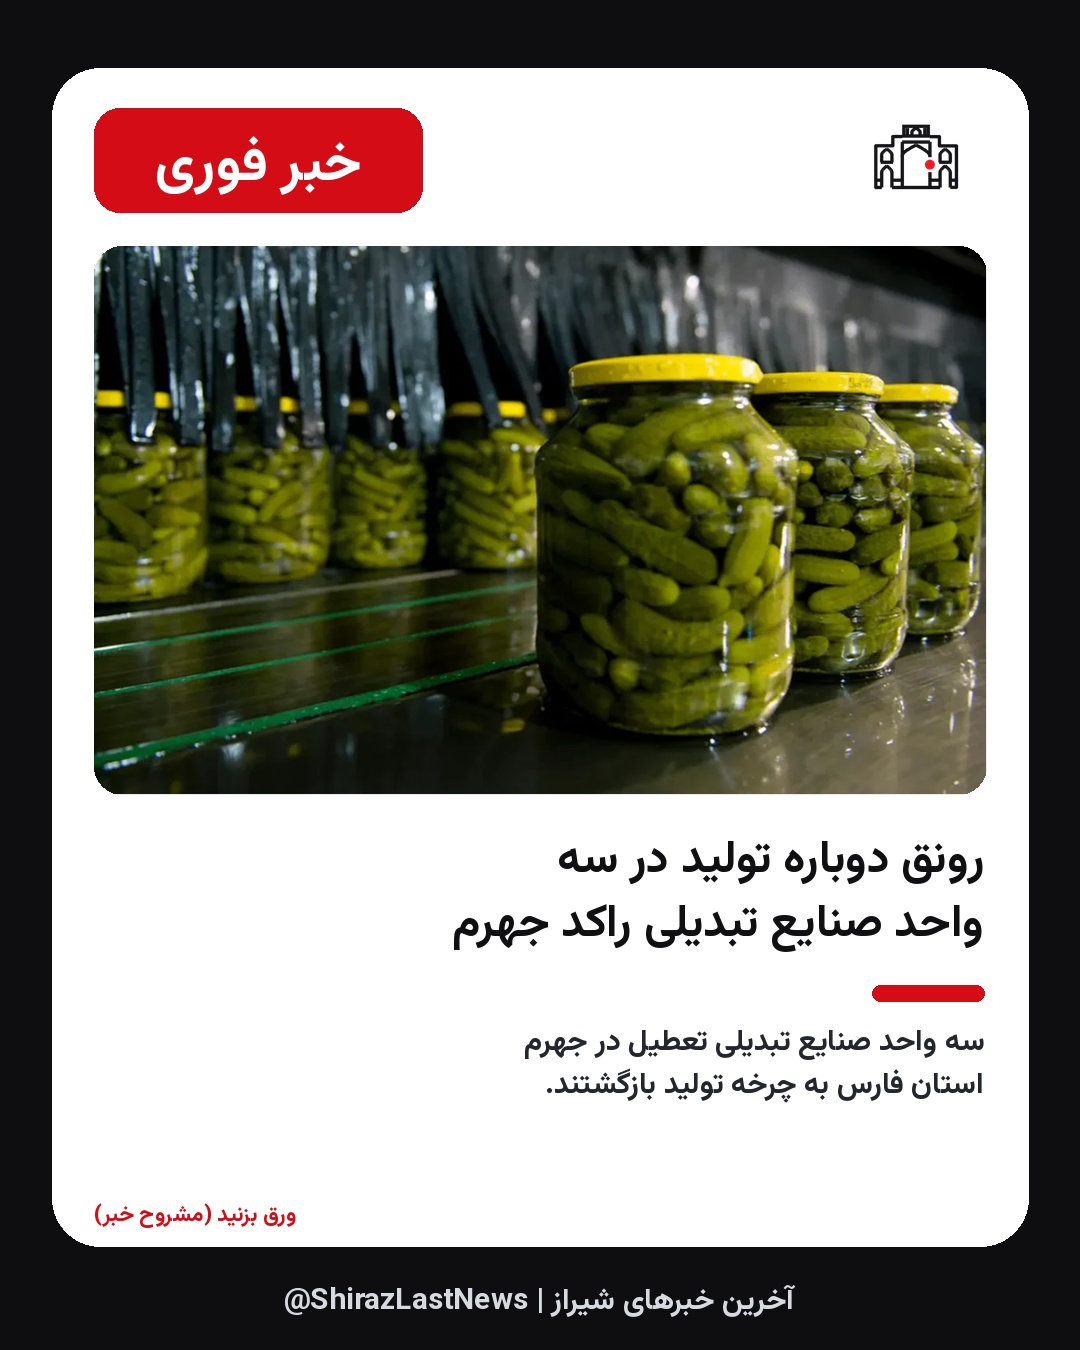 خبر فوری
رونق دوباره تولید در سه
واحد صنایع تبدیلی راکد جهرم
سه واحد صنایع تبدیلی تعطیل در جهرم
استان فارس به چرخه تولید بازگشتند.
ورق بزنید (مشروح خبر)
آخرین خبرهای شیراز | @ShirazLastNews